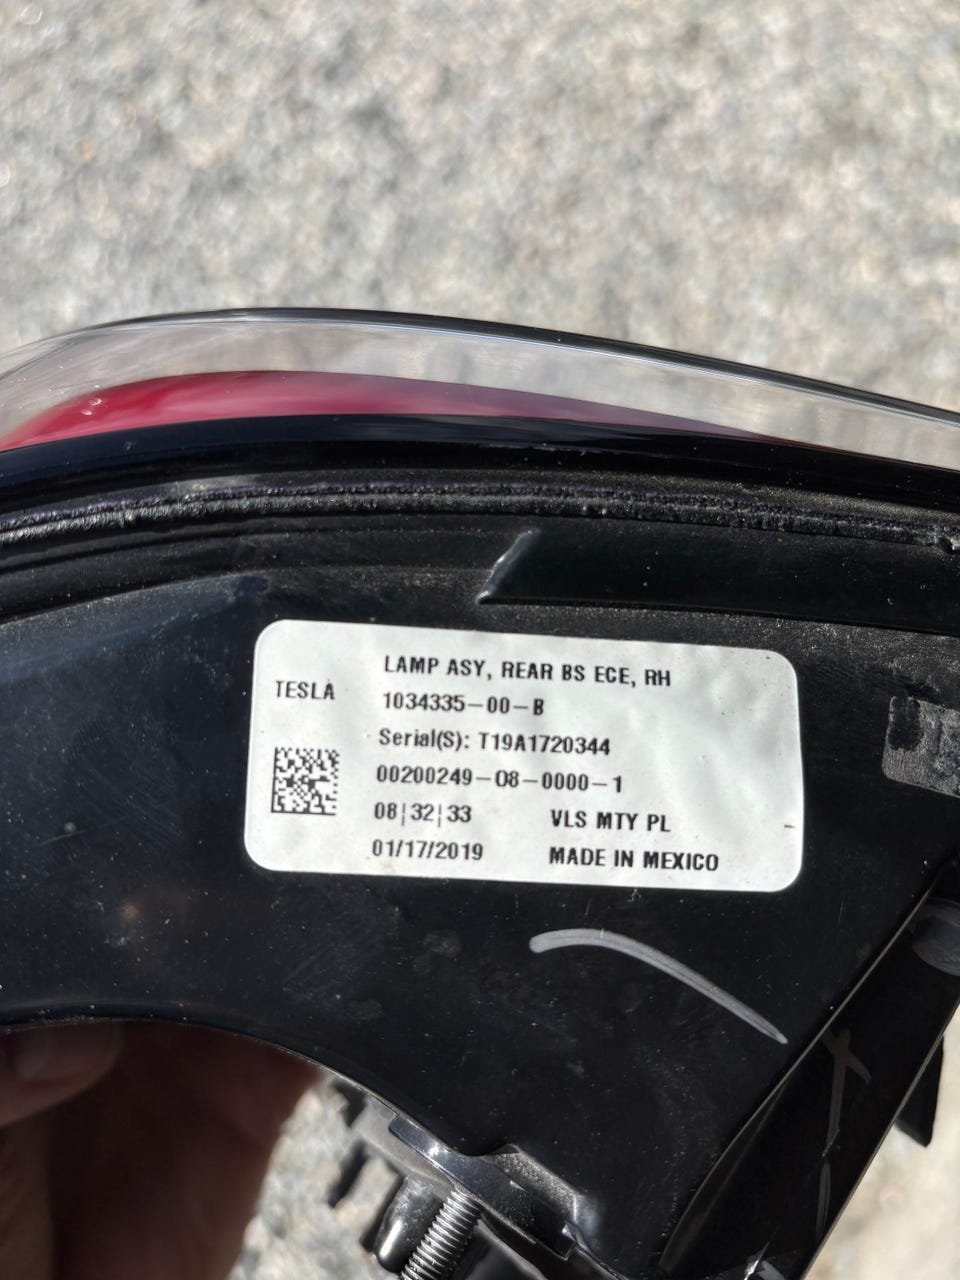 LAMP ASY, REAR BS ECE, RH
TESLA
1034335-00-B
Serial(S): T19A1720344
00200249-08-0000-1
08|32|33 VLS MTY PL
01/17/2019 MADE IN MEXICO